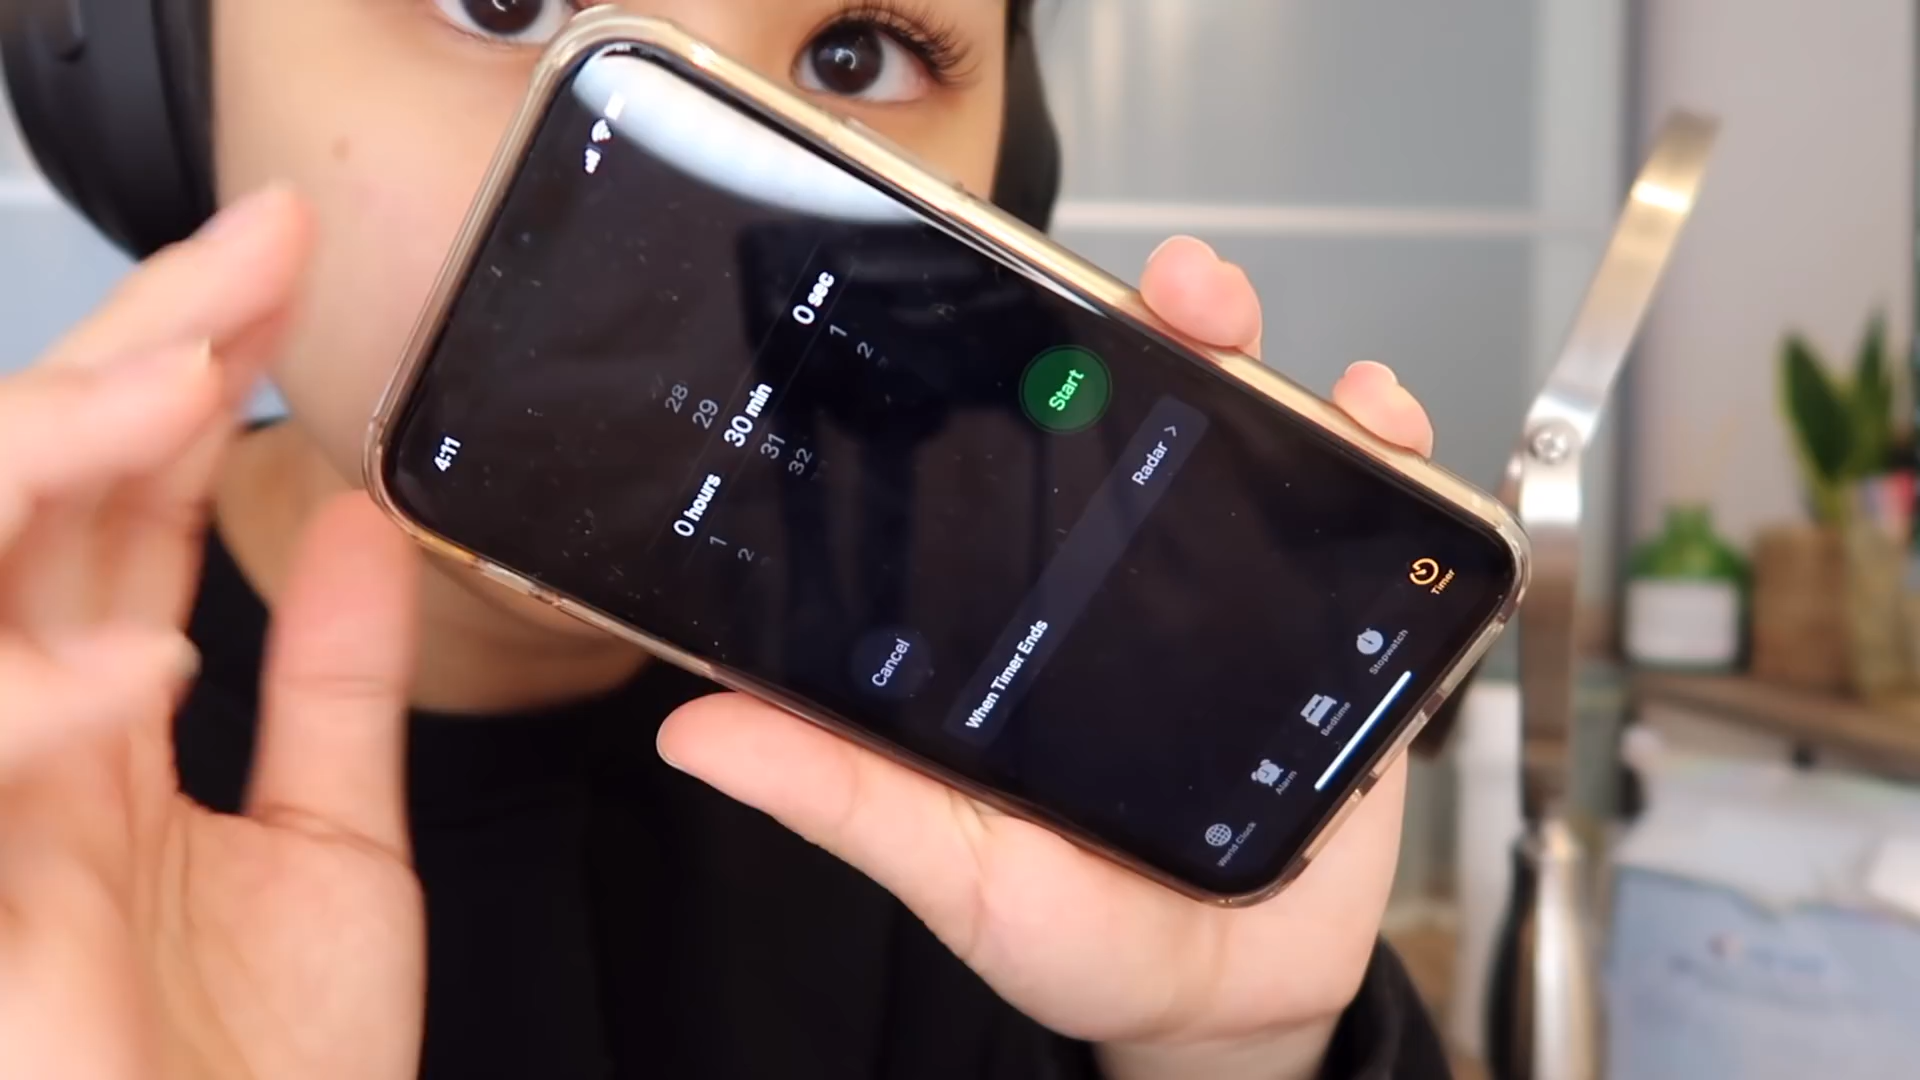 4:11
28
29
0 hours 30 min 0 sec
1 31 1
2 32 2
Cancel Start
When Timer Ends Radar >
World Clock Alarm Bedtime Stopwatch Timer